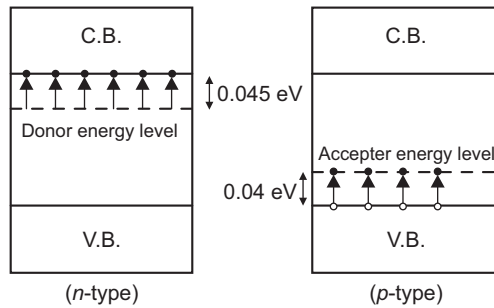 C.B.
0.045 eV
Donor energy level
V.B.
(n-type)
C.B.
Accepter energy level
0.04 eV
V.B.
(p-type)